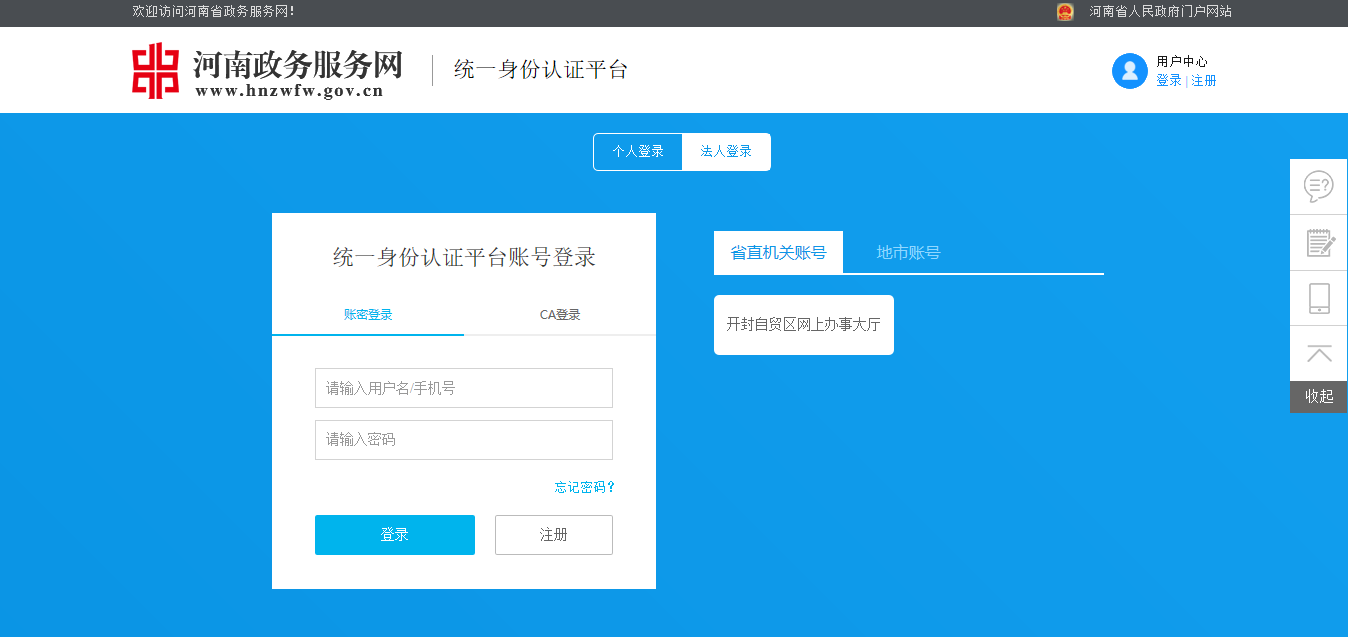 欢迎访问河南省政务服务网！
河南省人民政府门户网站
河南政务服务网
www.hnzwfw.gov.cn
统一身份认证平台
用户中心
登录 | 注册
个人登录
法人登录
统一身份认证平台账号登录
账密登录
CA登录
请输入用户名/手机号
请输入密码
忘记密码？
登录
注册
省直机关账号
地市账号
开封自贸区网上办事大厅
收起